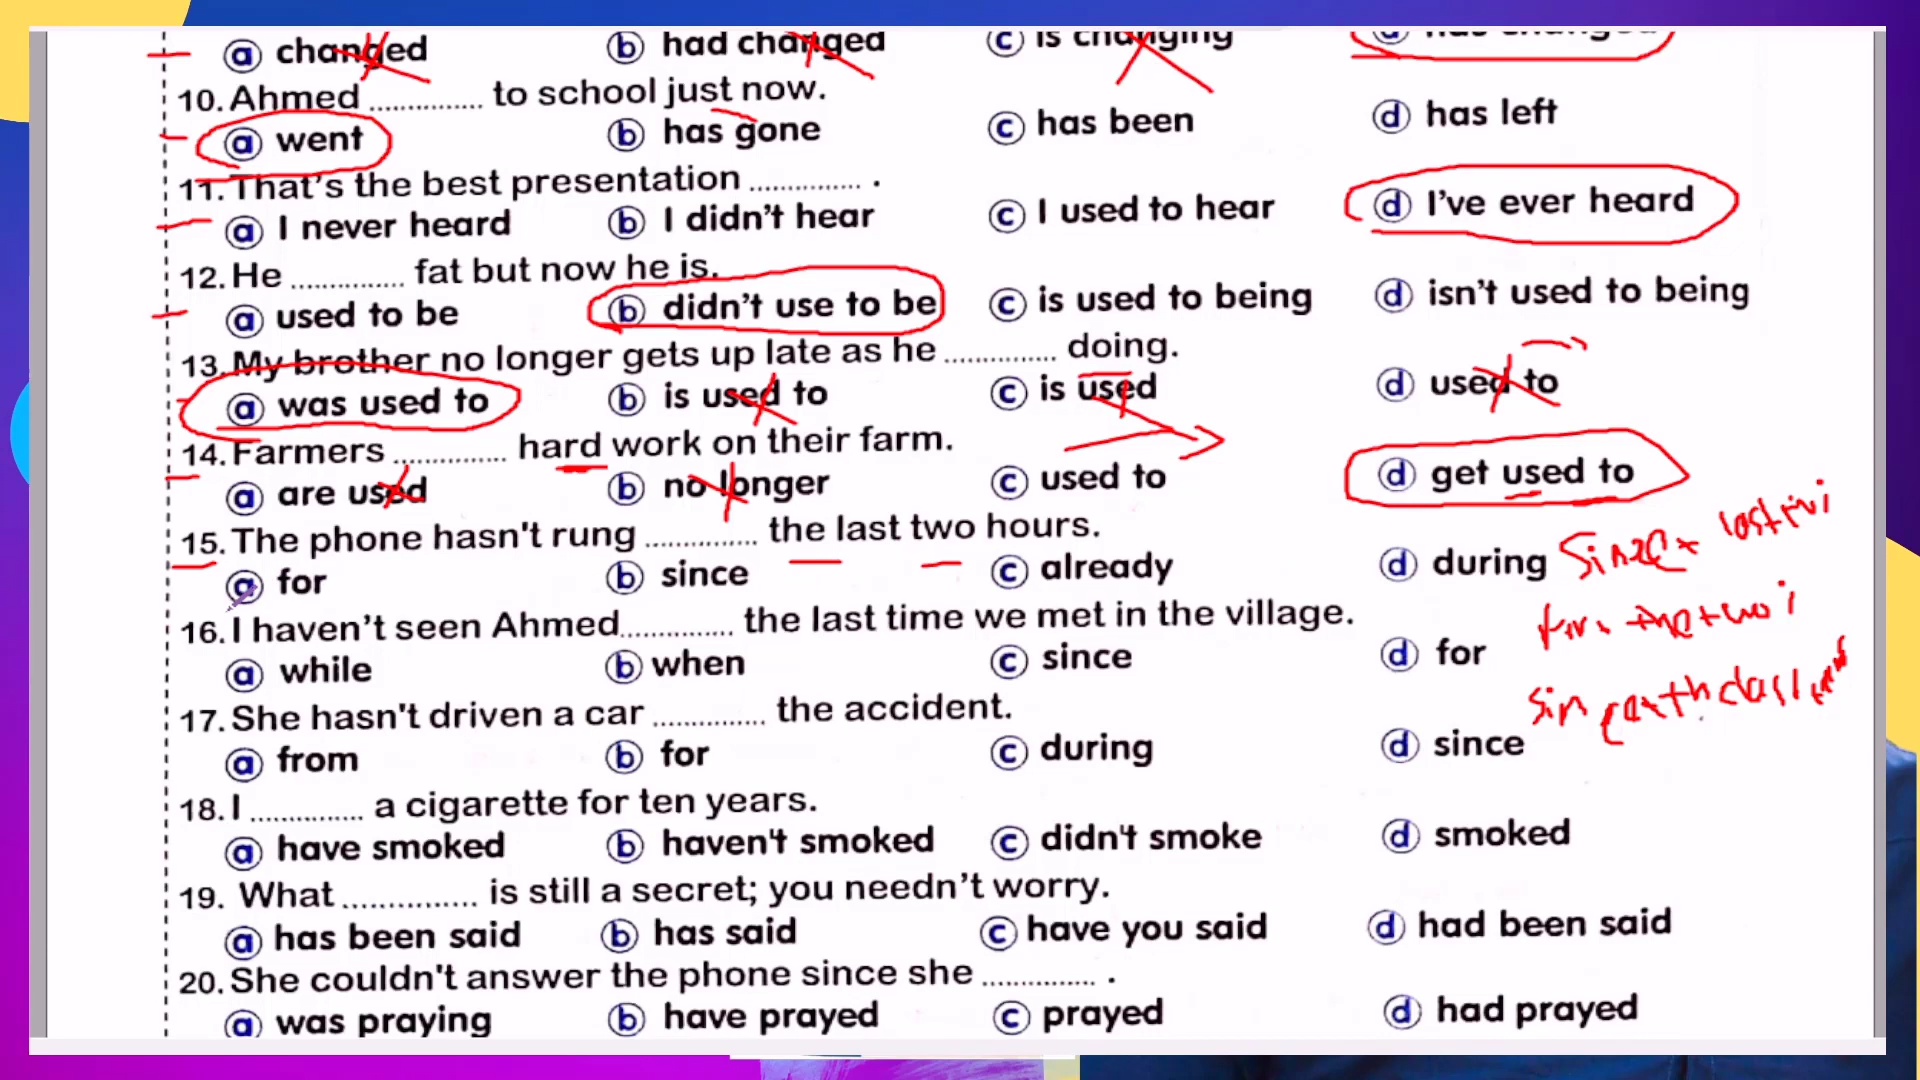 a changed b had changed c is changing d has changed
10. Ahmed .............. to school just now.
a went b has gone c has been d has left
11. That's the best presentation .............. .
a I never heard b I didn't hear c I used to hear d I've ever heard
12. He .............. fat but now he is.
a used to be b didn't use to be c is used to being d isn't used to being
13. My brother no longer gets up late as he .............. doing.
a was used to b is used to c is used d used to
14. Farmers .............. hard work on their farm.
a are used b no longer c used to d get used to
15. The phone hasn't rung .............. the last two hours.
a for b since c already d during
16. I haven't seen Ahmed.............. the last time we met in the village.
a while b when c since d for
17. She hasn't driven a car .............. the accident.
a from b for c during d since
18. I .............. a cigarette for ten years.
a have smoked b haven't smoked c didn't smoke d smoked
19. What ................ is still a secret; you needn't worry.
a has been said b has said c have you said d had been said
20. She couldn't answer the phone since she .............. .
a was praying b have prayed c prayed d had prayed